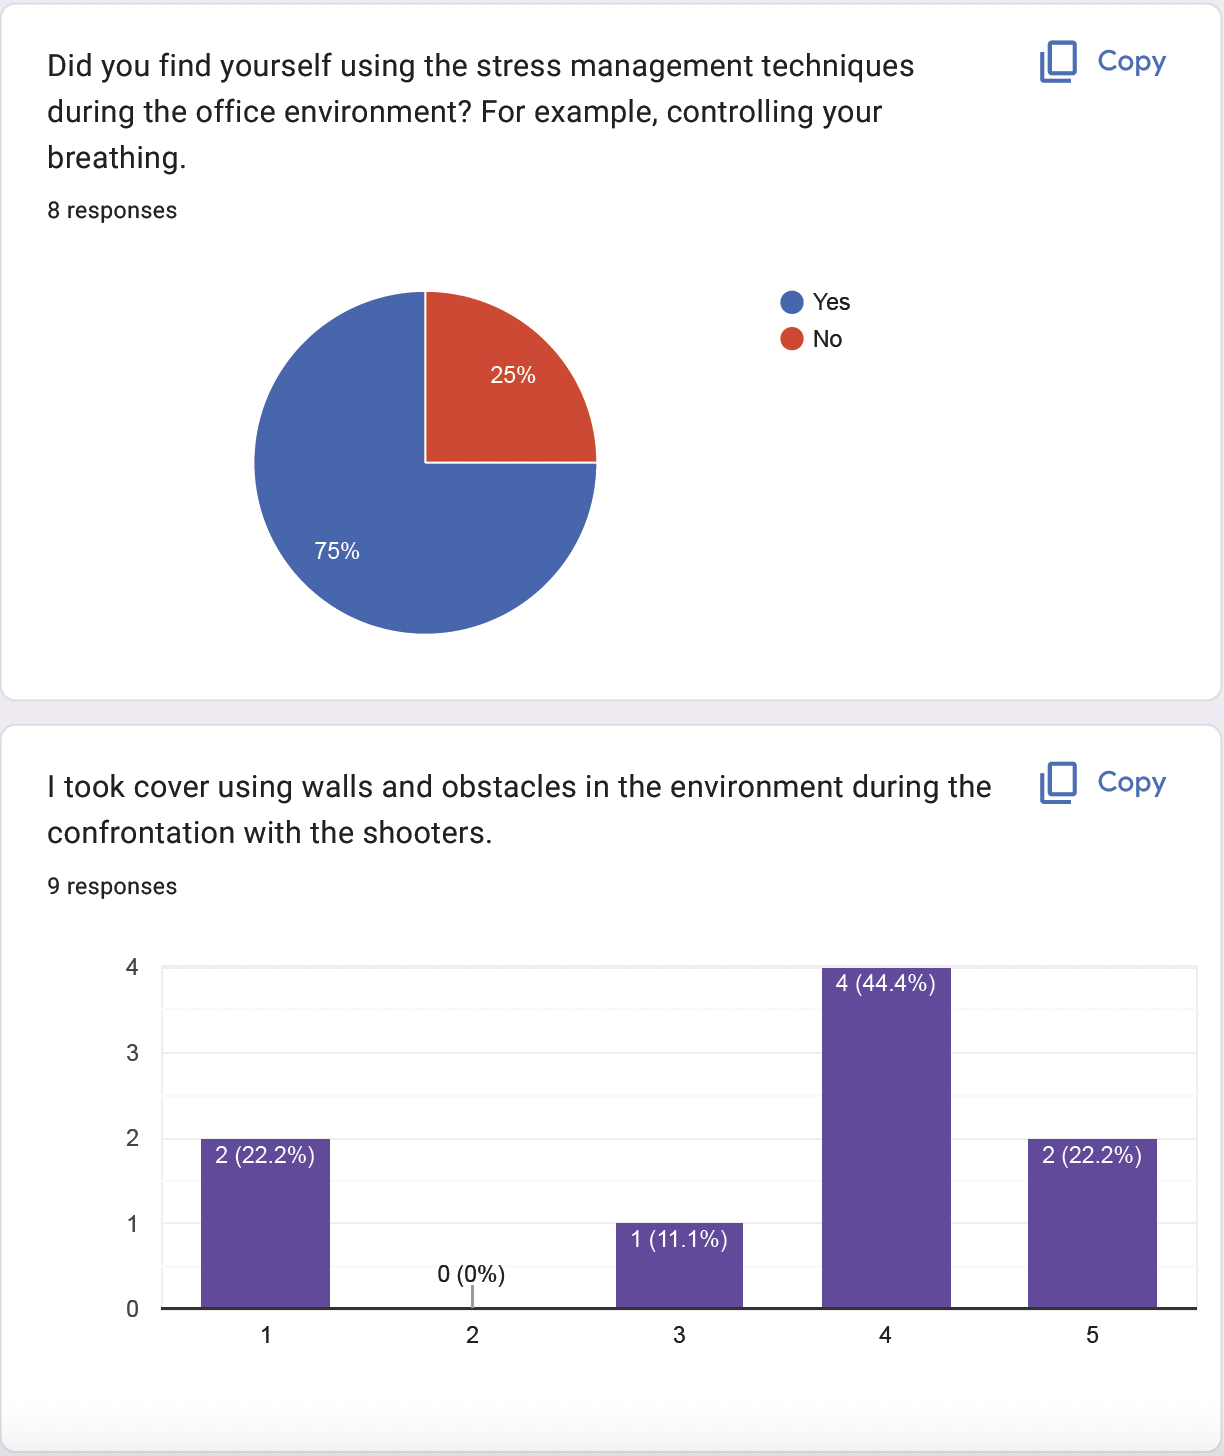 Did you find yourself using the stress management techniques
during the office environment? For example, controlling your
breathing.
Copy
8 responses
Yes
No
25%
75%
I took cover using walls and obstacles in the environment during the
confrontation with the shooters.
Copy
9 responses
4
3
2
1
0
2 (22.2%)
0 (0%)
1 (11.1%)
4 (44.4%)
2 (22.2%)
1 2 3 4 5